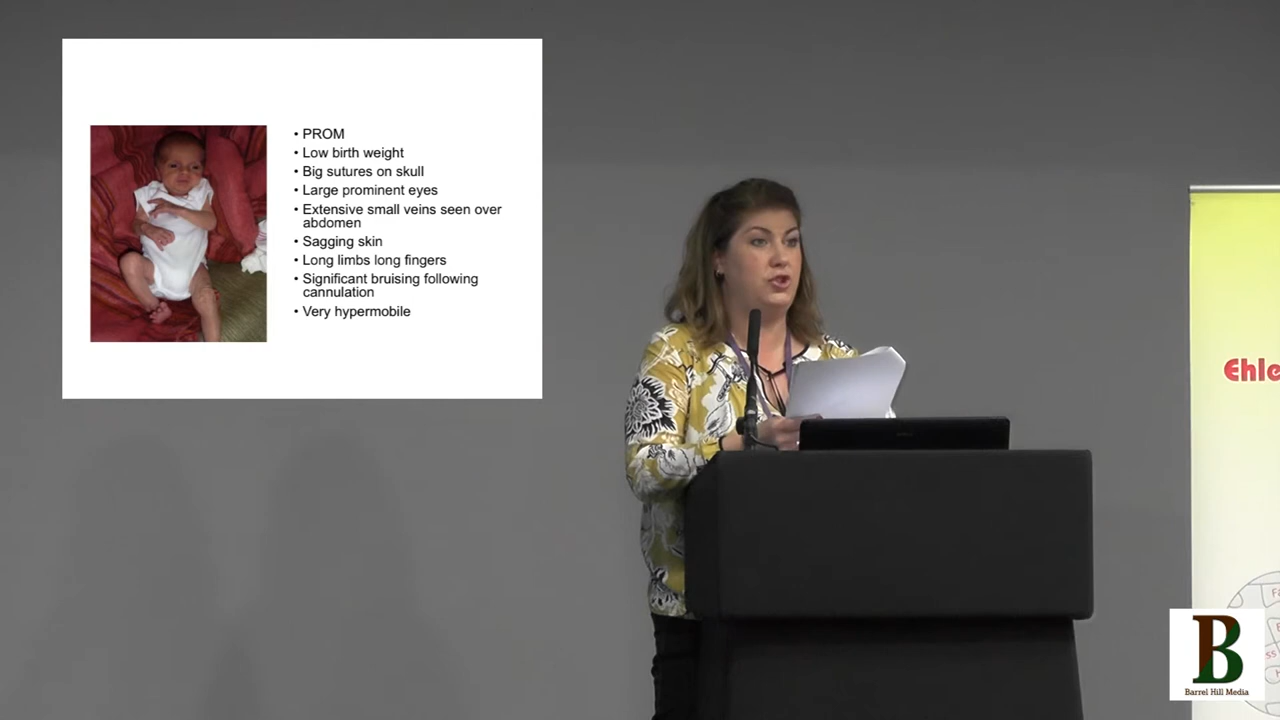 • PROM
• Low birth weight
• Big sutures on skull
• Large prominent eyes
• Extensive small veins seen over
abdomen
• Sagging skin
• Long limbs long fingers
• Significant bruising following
cannulation
• Very hypermobile
Ehle
B
Barrel Hill Media